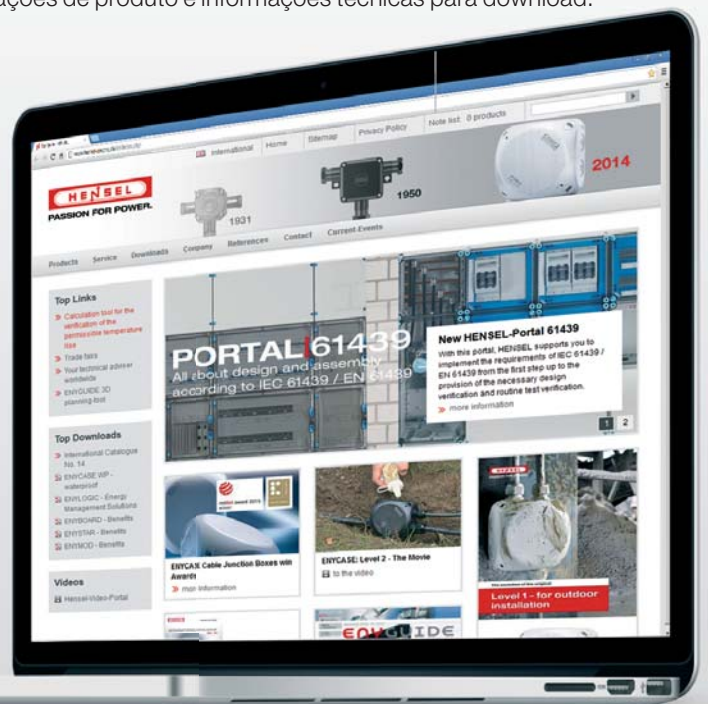 ações de produto e informações técnicas para download.
International
Home
Sitemap
Privacy Policy
Note list: 0 products
HENSEL
PASSION FOR POWER.
1931
1950
2014
Products
Service
Downloads
Company
References
Contact
Current Events
Top Links
Calculation tool for the
verification of the
permissible temperature
rise
Trade fairs
Your technical adviser
worldwide
ENYGUIDE 3D
planning-tool
Top Downloads
International Catalogue
No. 14
ENYCASE WP -
waterproof
ENYLOGIC - Energy
Management Solutions
ENYBOARD - Benefits
ENYSTAR - Benefits
ENYMOD - Benefits
Videos
Hensel-Video-Portal
PORTAL 61439
All about design and assembly
according to IEC 61439 / EN 61439
New HENSEL-Portal 61439
With this portal, HENSEL supports you to
implement the requirements of IEC 61439 /
EN 61439 from the first step up to the
provision of the necessary design
verification and routine test verification.
more information
1 2
ENYCASE Cable Junction Boxes win
Awards
more information
ENYCASE: Level 2 - The Movie
to the video
HENSEL
Level 1 – for outdoor
installation
ENYGUIDE